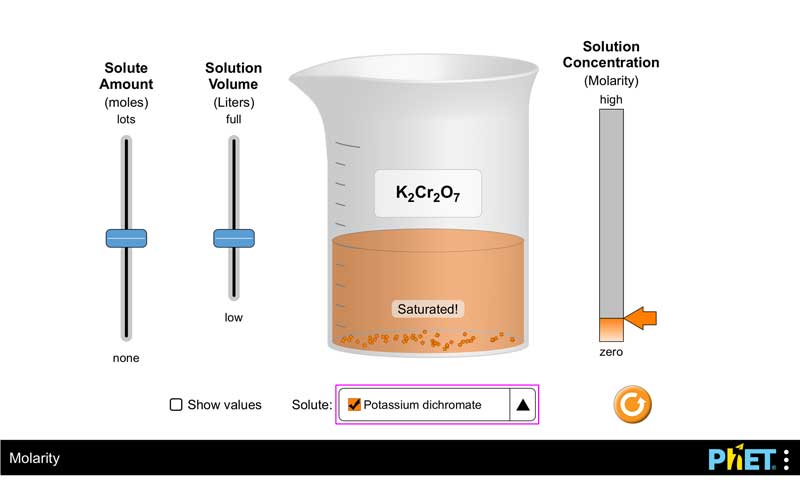 Solute
Amount
(moles)
lots
none
Solution
Volume
(Liters)
full
low
K₂Cr₂O₇
Saturated!
Solution
Concentration
(Molarity)
high
zero
Show values
Solute:
Potassium dichromate
Molarity
PhET